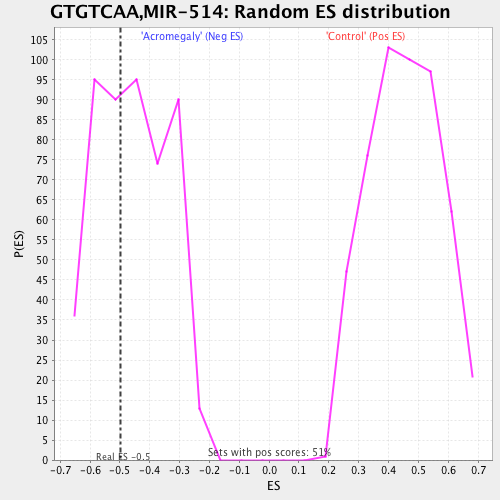 GTGTCAA,MIR-514: Random ES distribution
'Acromegaly' (Neg ES)
'Control' (Pos ES)
105
100
95
90
85
80
75
70
65
60
55
50
45
40
35
30
25
20
15
10
5
0
P(ES)
Real ES -0.5
Sets with pos scores: 51%
-0.7 -0.6 -0.5 -0.4 -0.3 -0.2 -0.1 0.0 0.1 0.2 0.3 0.4 0.5 0.6 0.7
ES